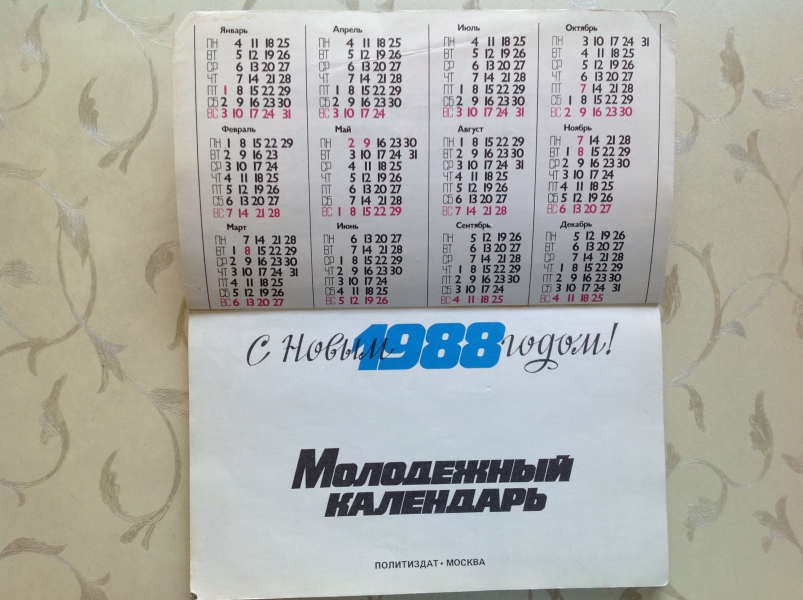 Январь
ПН 4 11 18 25
ВТ 5 12 19 26
СР 6 13 20 27
ЧТ 7 14 21 28
ПТ 1 8 15 22 29
СБ 2 9 16 23 30
ВС 3 10 17 24 31
Февраль
ПН 1 8 15 22 29
ВТ 2 9 16 23
СР 3 10 17 24
ЧТ 4 11 18 25
ПТ 5 12 19 26
СБ 6 13 20 27
ВС 7 14 21 28
Март
ПН 7 14 21 28
ВТ 1 8 15 22 29
СР 2 9 16 23 30
ЧТ 3 10 17 24 31
ПТ 4 11 18 25
СБ 5 12 19 26
ВС 6 13 20 27
Апрель
ПН 4 11 18 25
ВТ 5 12 19 26
СР 6 13 20 27
ЧТ 7 14 21 28
ПТ 1 8 15 22 29
СБ 2 9 16 23 30
ВС 3 10 17 24
Май
ПН 2 9 16 23 30
ВТ 3 10 17 24 31
СР 4 11 18 25
ЧТ 5 12 19 26
ПТ 6 13 20 27
СБ 7 14 21 28
ВС 1 8 15 22 29
Июнь
ПН 6 13 20 27
ВТ 7 14 21 28
СР 1 8 15 22 29
ЧТ 2 9 16 23 30
ПТ 3 10 17 24
СБ 4 11 18 25
ВС 5 12 19 26
Июль
ПН 4 11 18 25
ВТ 5 12 19 26
СР 6 13 20 27
ЧТ 7 14 21 28
ПТ 1 8 15 22 29
СБ 2 9 16 23 30
ВС 3 10 17 24 31
Август
ПН 1 8 15 22 29
ВТ 2 9 16 23 30
СР 3 10 17 24 31
ЧТ 4 11 18 25
ПТ 5 12 19 26
СБ 6 13 20 27
ВС 7 14 21 28
Сентябрь
ПН 5 12 19 26
ВТ 6 13 20 27
СР 7 14 21 28
ЧТ 1 8 15 22 29
ПТ 2 9 16 23 30
СБ 3 10 17 24
ВС 4 11 18 25
Октябрь
ПН 3 10 17 24 31
ВТ 4 11 18 25
СР 5 12 19 26
ЧТ 6 13 20 27
ПТ 7 14 21 28
СБ 1 8 15 22 29
ВС 2 9 16 23 30
Ноябрь
ПН 7 14 21 28
ВТ 1 8 15 22 29
СР 2 9 16 23 30
ЧТ 3 10 17 24
ПТ 4 11 18 25
СБ 5 12 19 26
ВС 6 13 20 27
Декабрь
ПН 5 12 19 26
ВТ 6 13 20 27
СР 7 14 21 28
ЧТ 1 8 15 22 29
ПТ 2 9 16 23 30
СБ 3 10 17 24 31
ВС 4 11 18 25
С Новым 1988 годом!
Молодежный
КАЛЕНДАРЬ
ПОЛИТИЗДАТ • МОСКВА